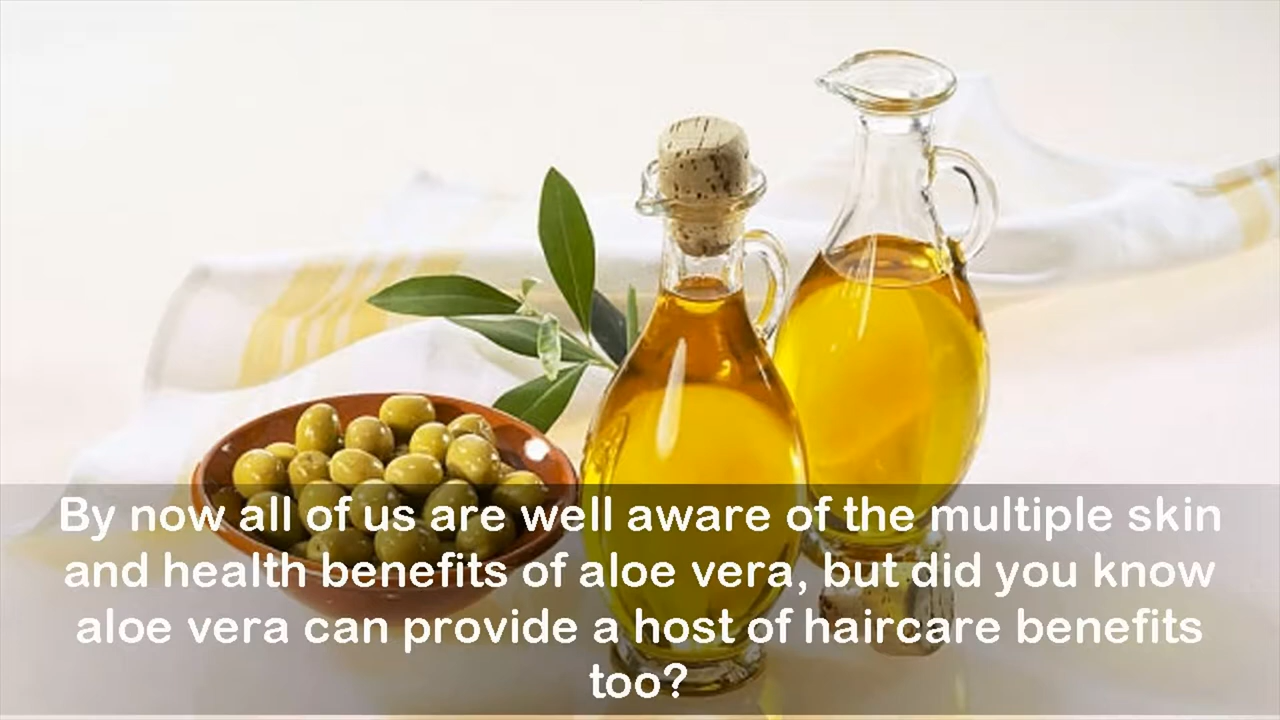 By now all of us are well aware of the multiple skin
and health benefits of aloe vera, but did you know
aloe vera can provide a host of haircare benefits
too?